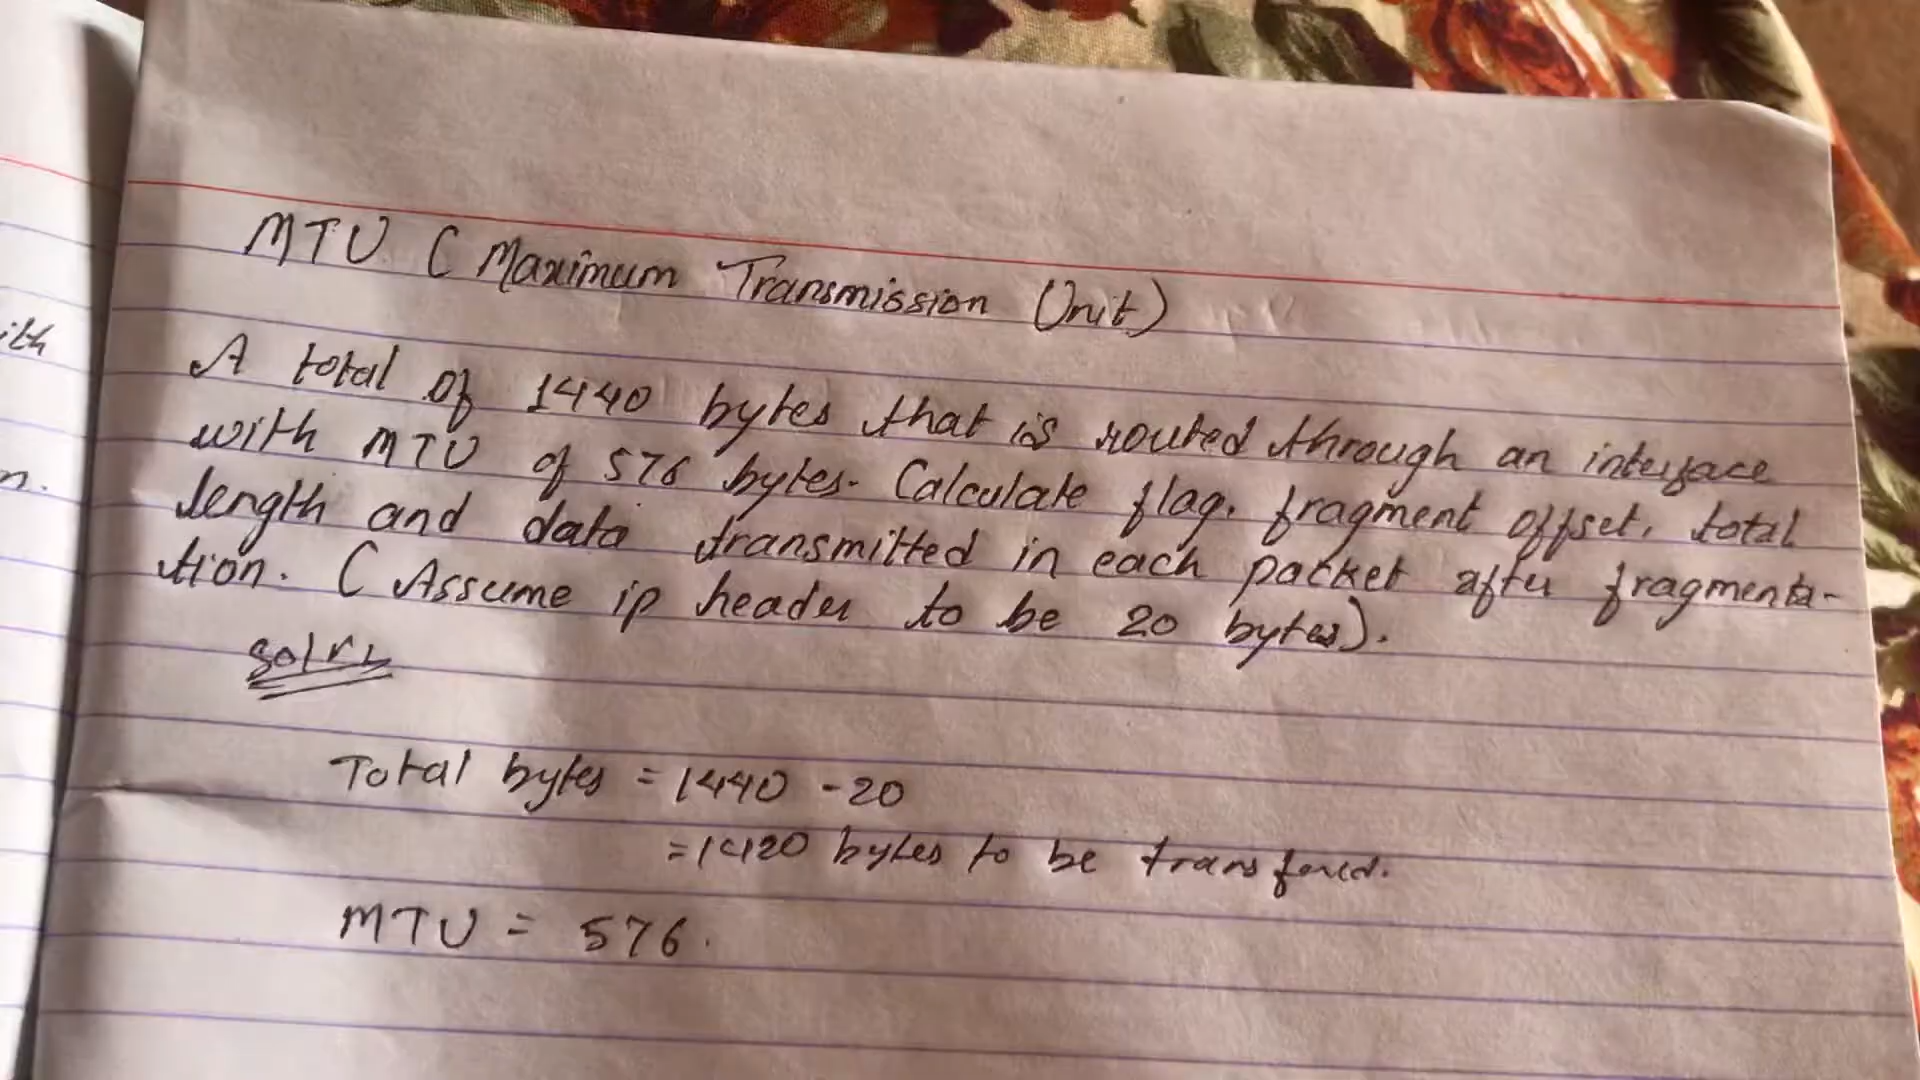 MTU (Maximum Transmission Unit)
A total of 1440 bytes that is routed through an interface
with MTU of 576 bytes. Calculate flag, fragment offset, total
length and data transmitted in each packet after fragmenta-
tion. (Assume ip header to be 20 bytes).
soln
Total bytes = 1440 - 20
= 1420 bytes to be transfered.
MTU = 576.
ith
n.